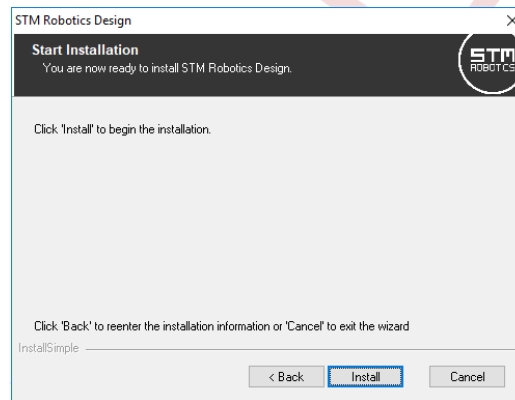 STM Robotics Design
Start Installation
You are now ready to install STM Robotics Design.
STM
ROBOTCS
Click 'Install' to begin the installation.
Click 'Back' to reenter the installation information or 'Cancel' to exit the wizard
InstallSimple
< Back
Install
Cancel